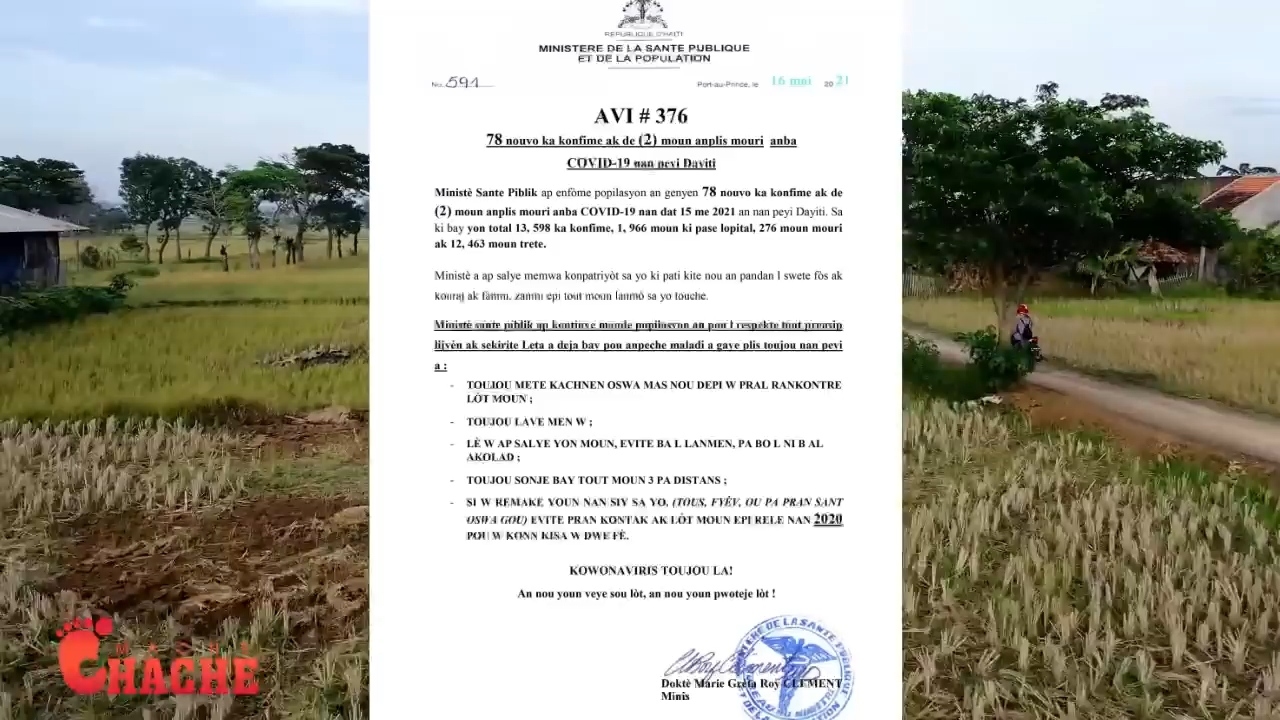 REPUBLIQUE D'HAITI
MINISTERE DE LA SANTE PUBLIQUE
ET DE LA POPULATION
No. 591
Port-au-Prince, le 16 mai 2021
AVI # 376
78 nouvo ka konfime ak de (2) moun anplis mouri anba
COVID-19 nan peyi Dayiti
Ministè Sante Piblik ap enfòme popilasyon an genyen 78 nouvo ka konfime ak de
(2) moun anplis mouri anba COVID-19 nan dat 15 me 2021 an nan peyi Dayiti. Sa
ki bay yon total 13, 598 ka konfime, 1, 966 moun ki pase lopital, 276 moun mouri
ak 12, 463 moun trete.
Ministè a ap salye memwa konpatriyòt sa yo ki pati kite nou an pandan l swete fòs ak
kouraj ak fanmi, zanmi epi tout moun lanmò sa yo touche.
Ministè sante piblik ap kontinye mande popilasyon an pou l respekte tout prensip
lijyèn ak sekirite Leta a deja bay pou anpeche maladi a gaye plis toujou nan peyi
a :
- TOUJOU METE KACHNEN OSWA MAS NOU DEPI W PRAL RANKONTRE
LÒT MOUN ;
- TOUJOU LAVE MEN W ;
- LÈ W AP SALYE YON MOUN, EVITE BA L LANMEN, PA BO L NI B AL
AKOLAD ;
- TOUJOU SONJE BAY TOUT MOUN 3 PA DISTANS ;
- SI W REMAKE YOUN NAN SIY SA YO, (TOUS, FYÈV, OU PA PRAN SANT
OSWA GOU) EVITE PRAN KONTAK AK LÒT MOUN EPI RELE NAN 2020
POU W KONN KISA W DWE FÈ.
KOWONAVIRIS TOUJOU LA!
An nou youn veye sou lòt, an nou youn pwoteje lòt !
Doktè Marie Greta Roy CLEMENT
Minis
MACHE
CHACHE